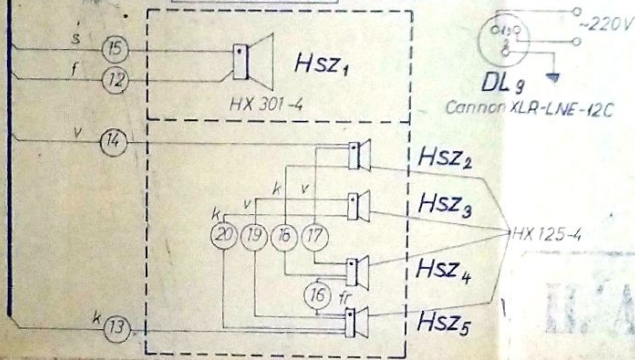 s 15
HSZ1
f 12
HX 301-4
~220V
DL9
Cannon XLR-LNE-12C
v 14
HSZ2
k v k v
HSZ3
20 19 16 17
HX 125-4
HSZ4
16 fr
k 13
HSZ5